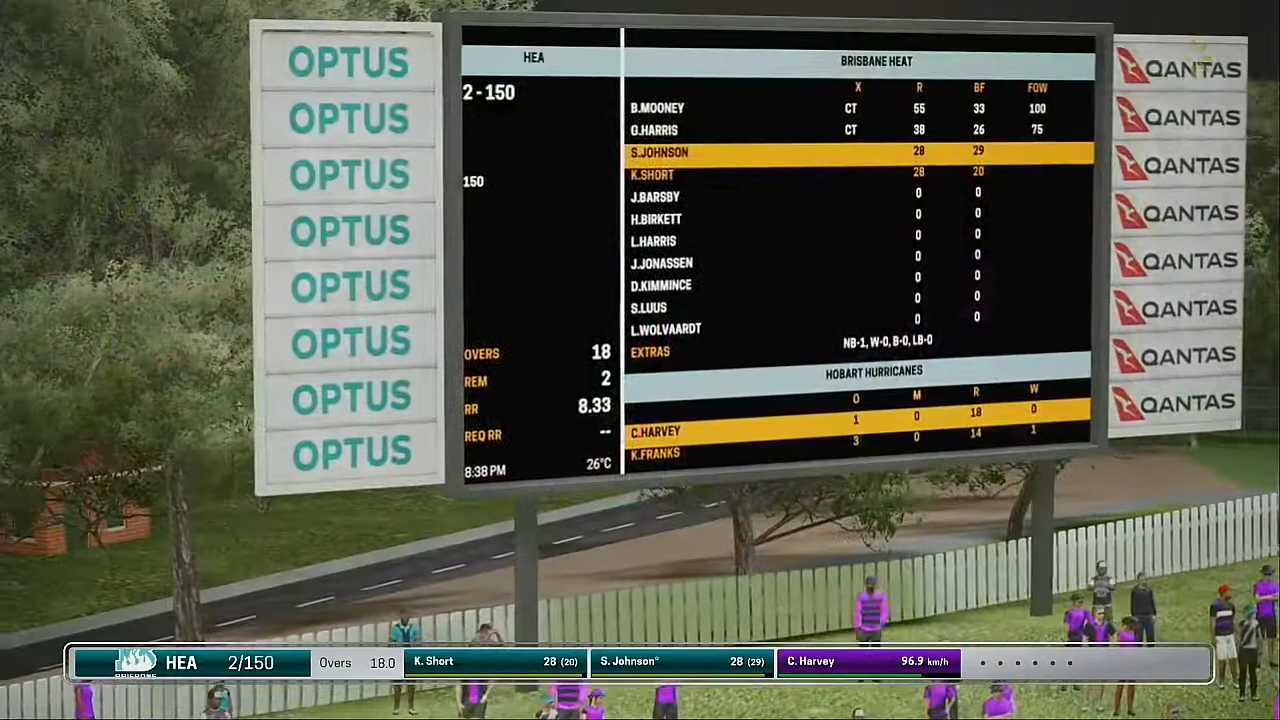 OPTUS
OPTUS
OPTUS
OPTUS
OPTUS
OPTUS
OPTUS
OPTUS
HEA
2 - 150
150
OVERS 18
REM 2
RR 8.33
REQ RR --
8:38 PM 26°C
BRISBANE HEAT
X R BF FOW
B.MOONEY CT 55 33 100
G.HARRIS CT 38 26 75
S.JOHNSON 28 29
K.SHORT 28 20
J.BARSBY 0 0
H.BIRKETT 0 0
L.HARRIS 0 0
J.JONASSEN 0 0
D.KIMMINCE 0 0
S.LUUS 0 0
L.WOLVAARDT 0 0
EXTRAS NB-1, W-0, B-0, LB-0
HOBART HURRICANES
O M R W
C.HARVEY 1 0 18 0
K.FRANKS 3 0 14 1
QANTAS
QANTAS
QANTAS
QANTAS
QANTAS
QANTAS
QANTAS
QANTAS
BRISBANE HEA 2/150 Overs 18.0 K. Short 28 (20) S. Johnson* 28 (29) C. Harvey 96.9 km/h